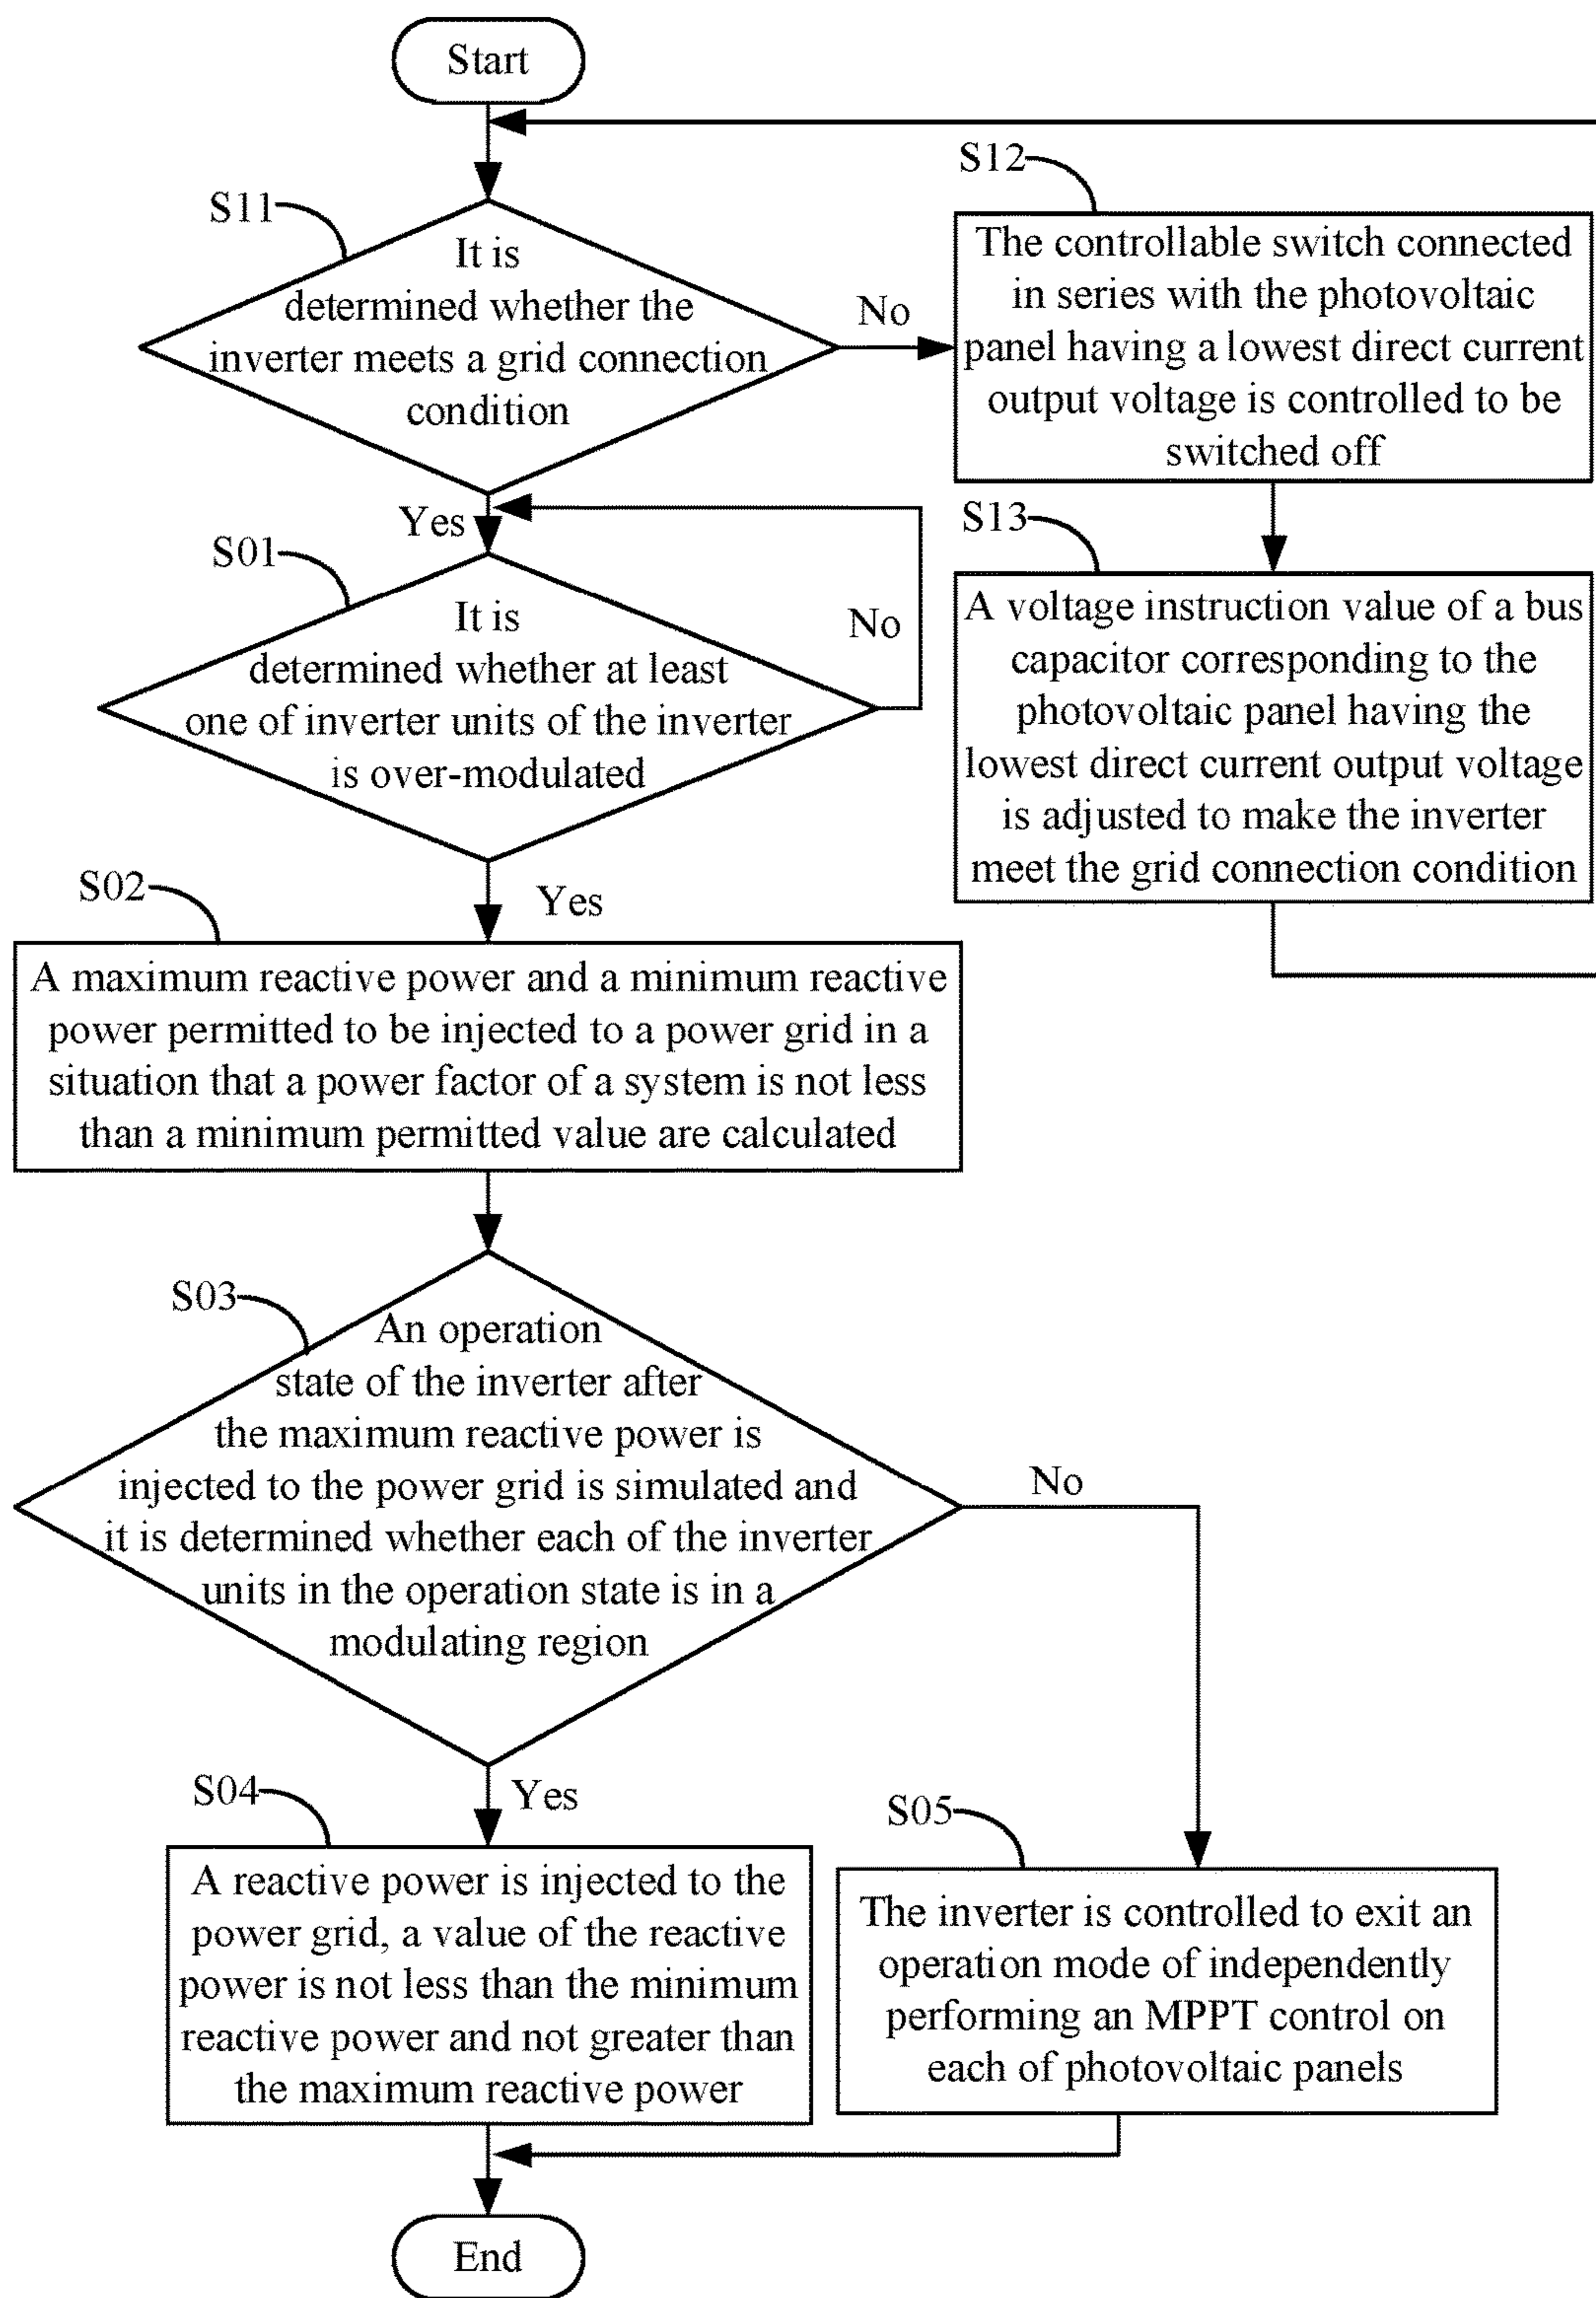 Start
S11
It is
determined whether the
inverter meets a grid connection
condition
No
S12
The controllable switch connected
in series with the photovoltaic
panel having a lowest direct current
output voltage is controlled to be
switched off
S13
A voltage instruction value of a bus
capacitor corresponding to the
photovoltaic panel having the
lowest direct current output voltage
is adjusted to make the inverter
meet the grid connection condition
Yes
S01
It is
determined whether at least
one of inverter units of the inverter
is over-modulated
No
Yes
S02
A maximum reactive power and a minimum reactive
power permitted to be injected to a power grid in a
situation that a power factor of a system is not less
than a minimum permitted value are calculated
S03
An operation
state of the inverter after
the maximum reactive power is
injected to the power grid is simulated and
it is determined whether each of the inverter
units in the operation state is in a
modulating region
No
Yes
S04
A reactive power is injected to the
power grid, a value of the reactive
power is not less than the minimum
reactive power and not greater than
the maximum reactive power
S05
The inverter is controlled to exit an
operation mode of independently
performing an MPPT control on
each of photovoltaic panels
End